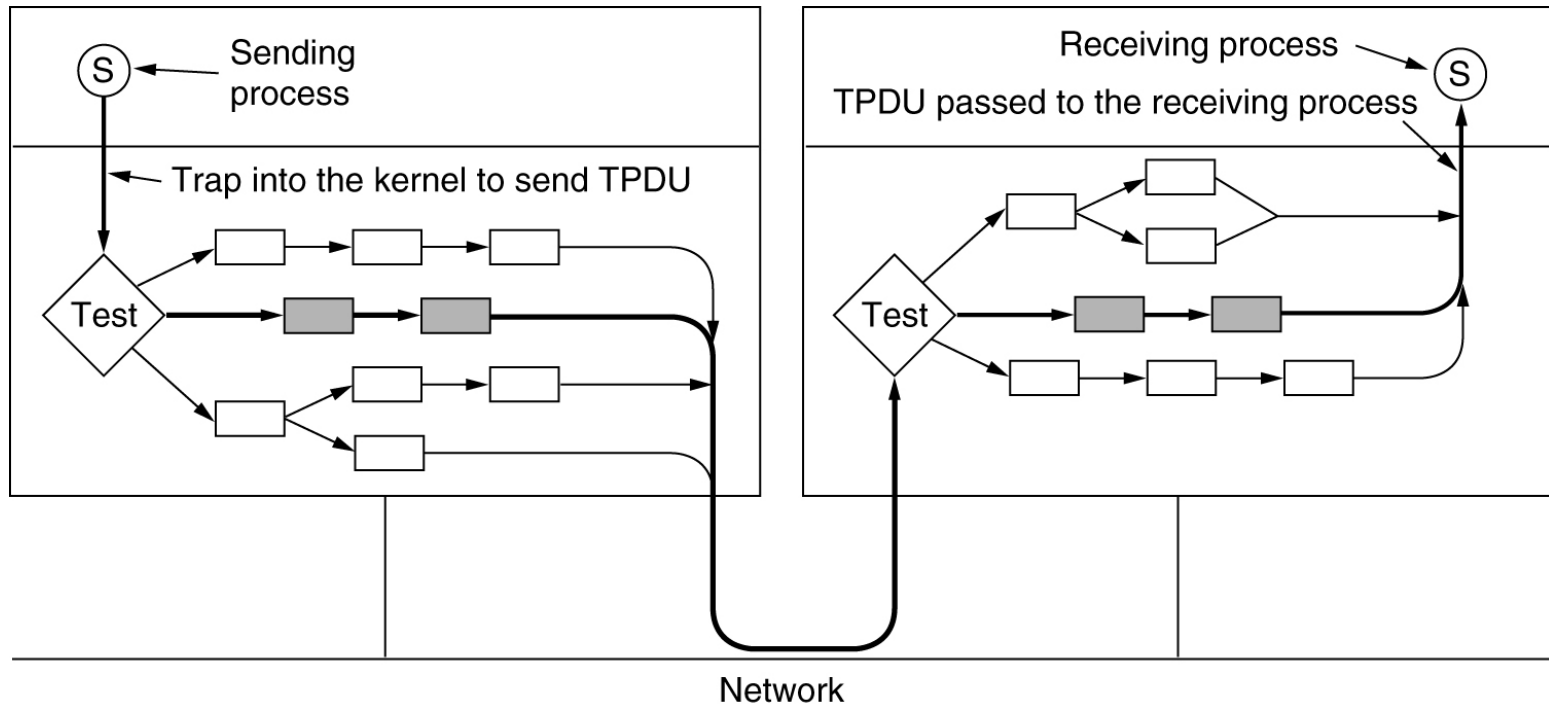 S
Sending
process
Trap into the kernel to send TPDU
Test
Receiving process
S
TPDU passed to the receiving process
Test
Network